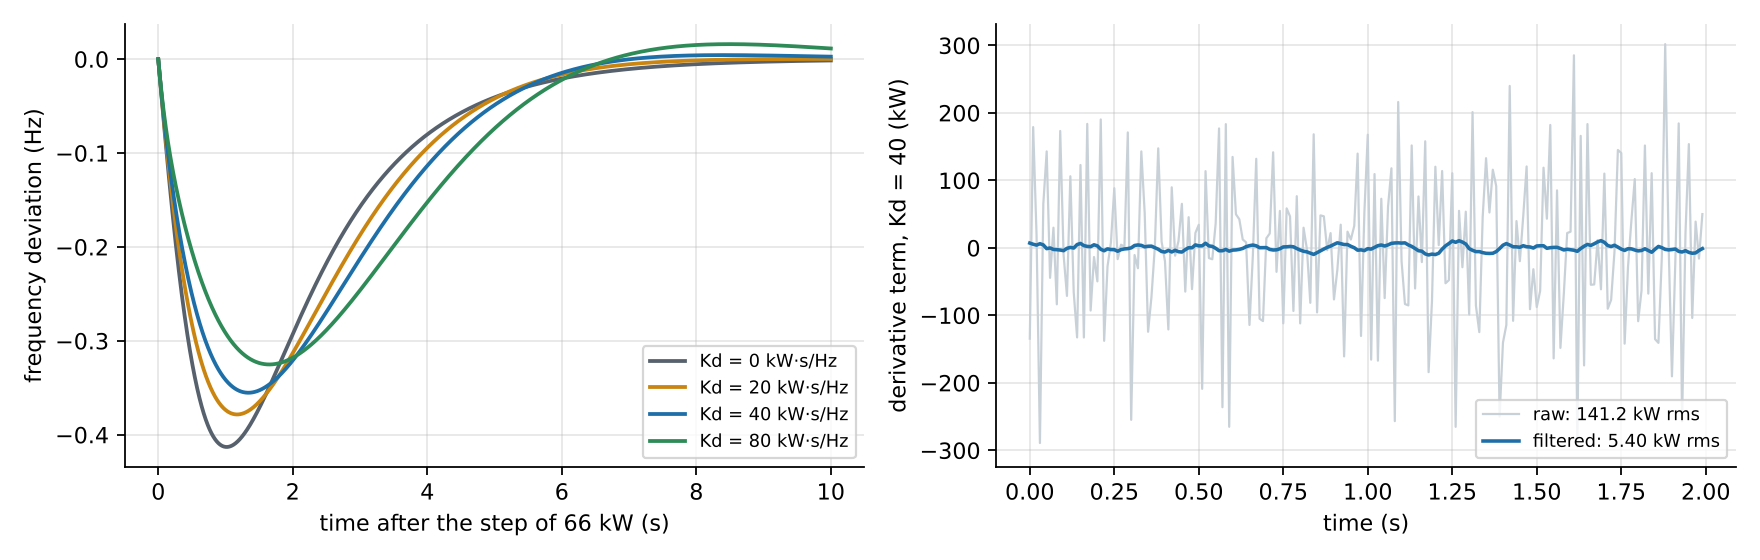 0.0
−0.1
−0.2
−0.3
−0.4
frequency deviation (Hz)
0
2
4
6
8
10
time after the step of 66 kW (s)
Kd = 0 kW·s/Hz
Kd = 20 kW·s/Hz
Kd = 40 kW·s/Hz
Kd = 80 kW·s/Hz
300
200
100
0
−100
−200
−300
derivative term, Kd = 40 (kW)
0.00
0.25
0.50
0.75
1.00
1.25
1.50
1.75
2.00
time (s)
raw: 141.2 kW rms
filtered: 5.40 kW rms